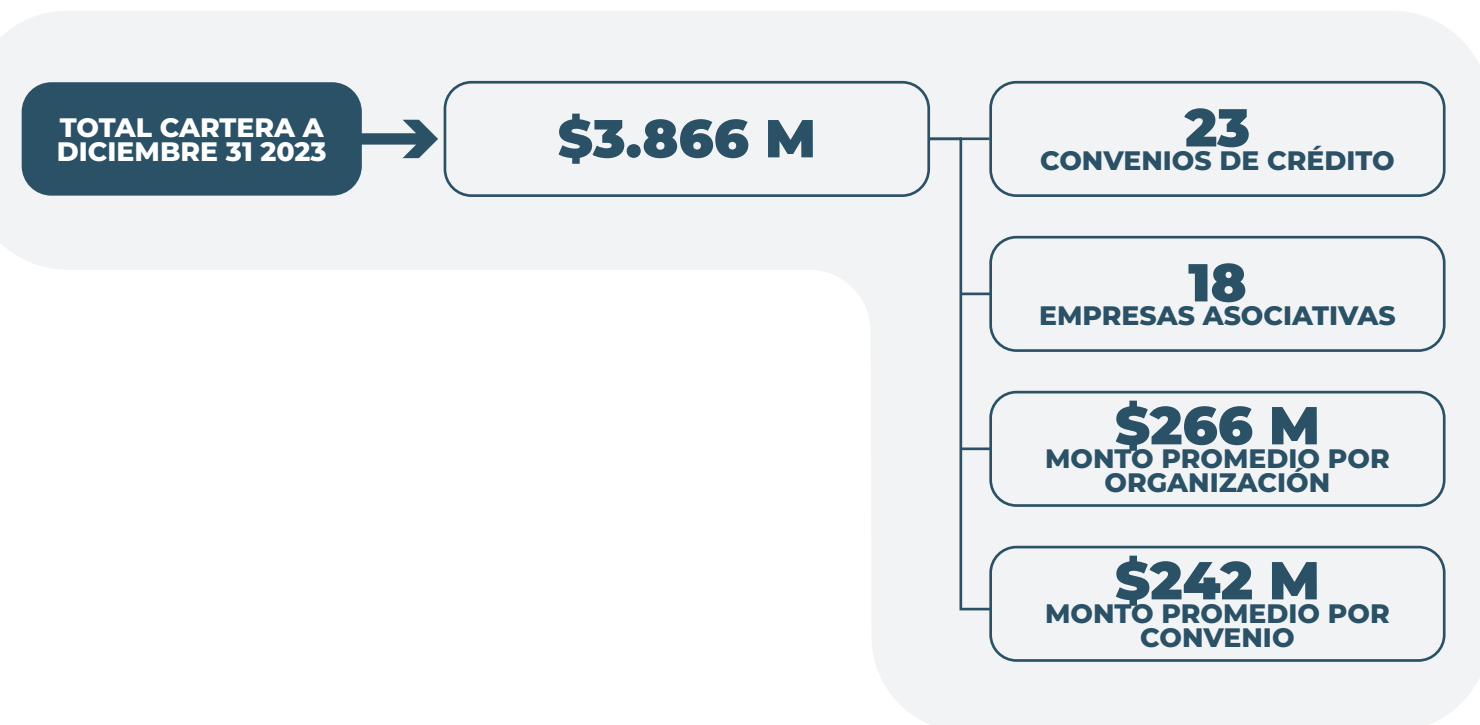 TOTAL CARTERA A
DICIEMBRE 31 2023
$3.866 M
23
CONVENIOS DE CRÉDITO
18
EMPRESAS ASOCIATIVAS
$266 M
MONTO PROMEDIO POR
ORGANIZACIÓN
$242 M
MONTO PROMEDIO POR
CONVENIO